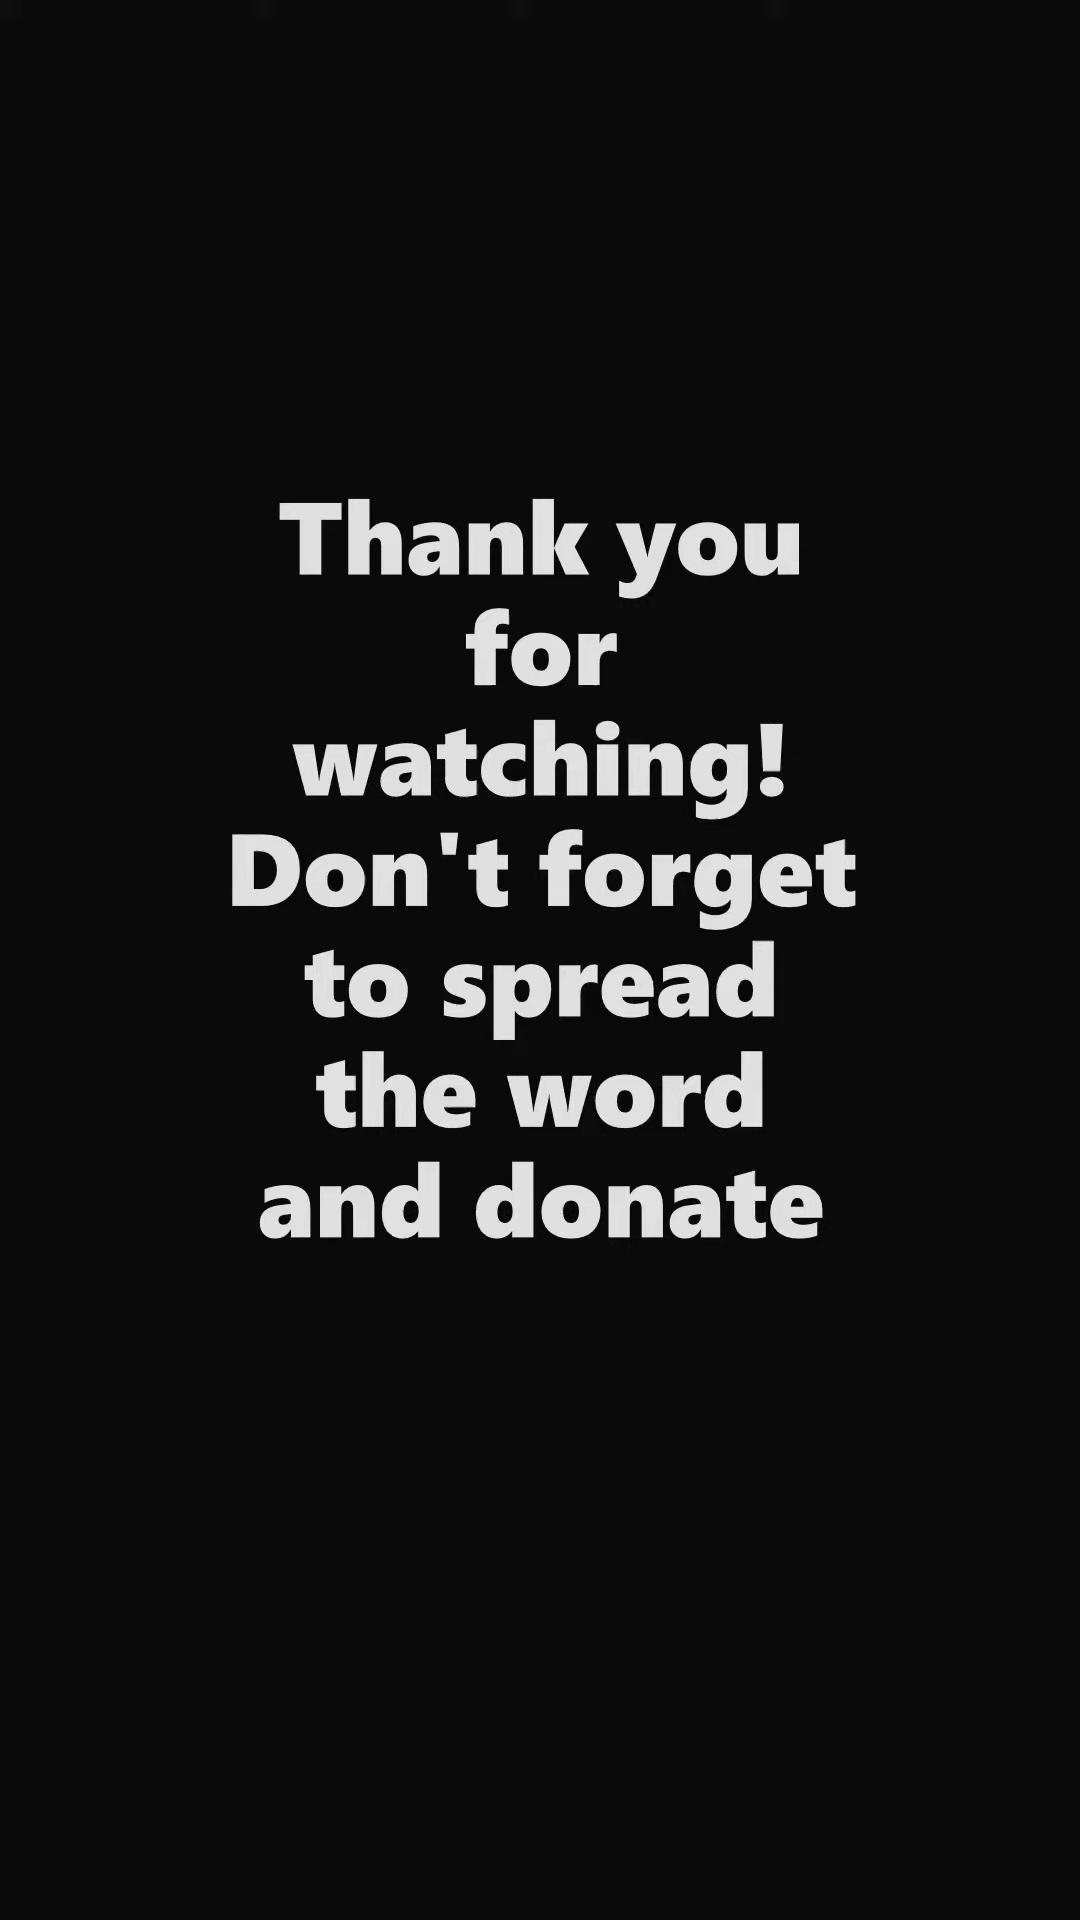 Thank you
for
watching!
Don't forget
to spread
the word
and donate